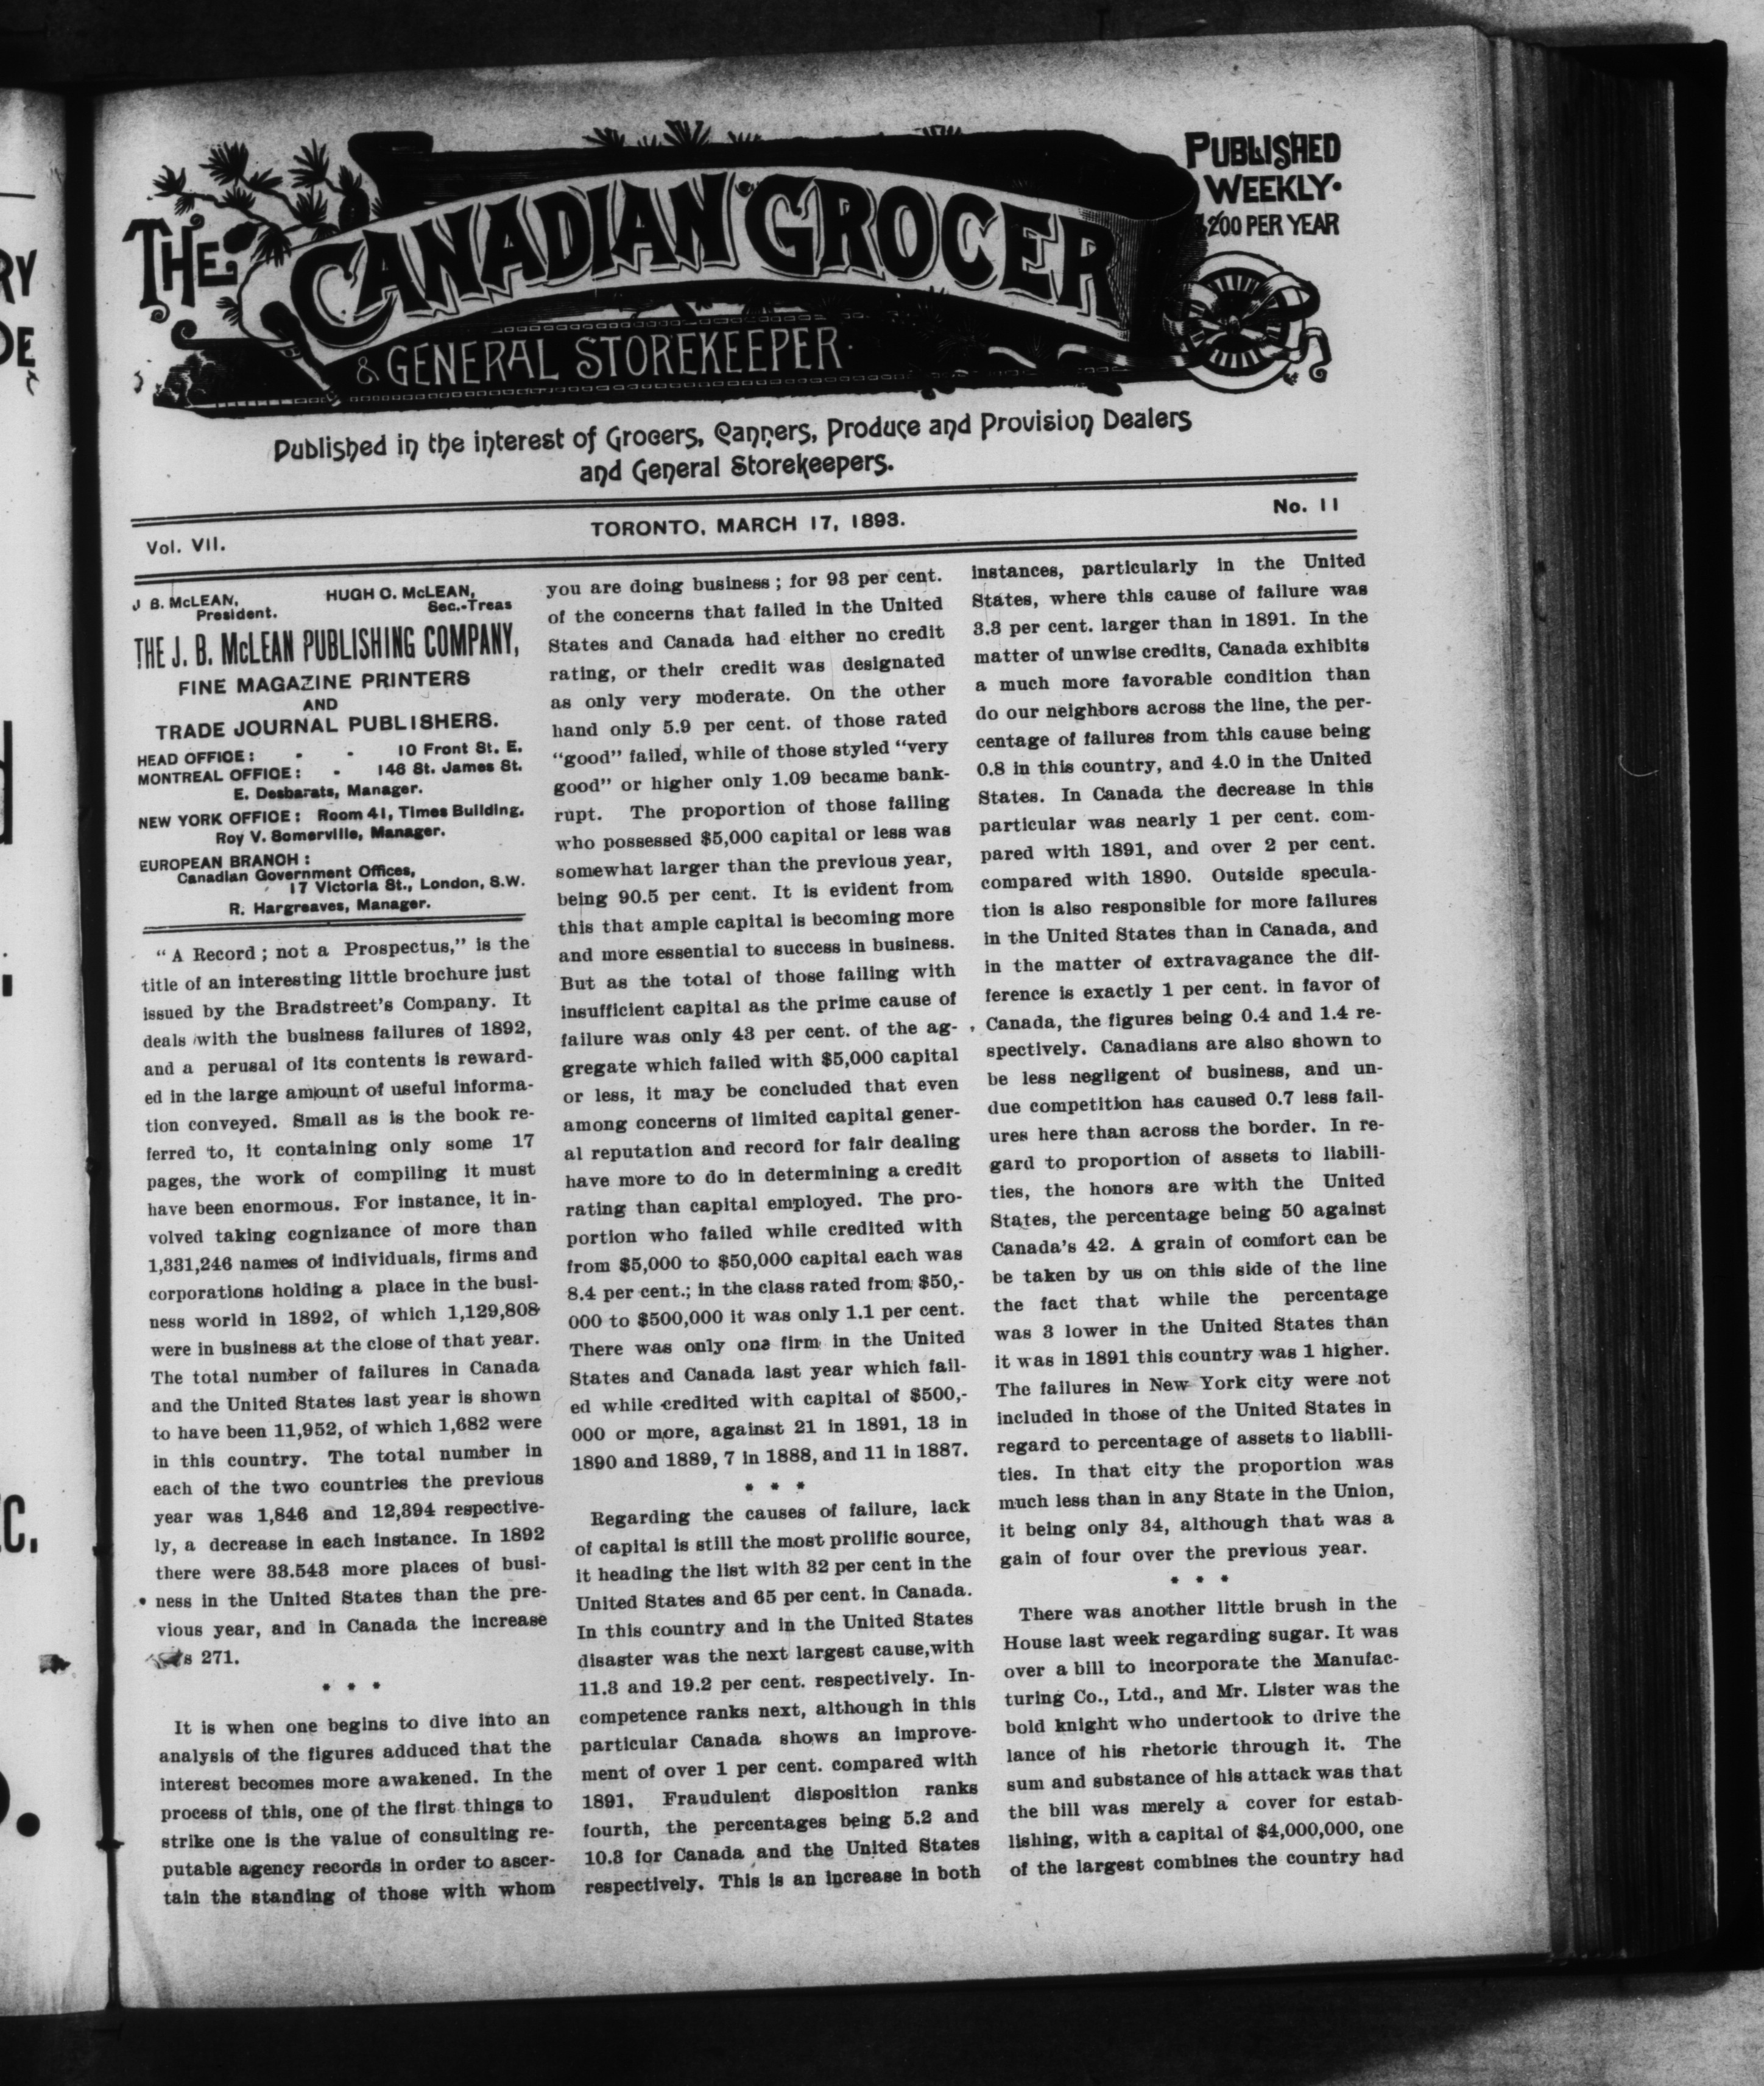 THE CANADIAN GROCER
& GENERAL STOREKEEPER
PUBLISHED
WEEKLY
$200 PER YEAR
Published in the interest of Grocers, Canners, Produce and Provision Dealers
and General Storekeepers.
Vol. VII.
TORONTO, MARCH 17, 1893.
No. 11
J B. McLEAN,
President.
HUGH C. McLEAN,
Sec.-Treas
THE J. B. McLEAN PUBLISHING COMPANY,
FINE MAGAZINE PRINTERS
AND
TRADE JOURNAL PUBLISHERS.
HEAD OFFICE: - - 10 Front St. E.
MONTREAL OFFICE: - 146 St. James St.
E. Desbarats, Manager.
NEW YORK OFFICE: Room 41, Times Building.
Roy V. Somerville, Manager.
EUROPEAN BRANCH:
Canadian Government Offices,
17 Victoria St., London, S.W.
R. Hargreaves, Manager.
"A Record; not a Prospectus," is the
title of an interesting little brochure just
issued by the Bradstreet's Company. It
deals with the business failures of 1892,
and a perusal of its contents is reward-
ed in the large amount of useful informa-
tion conveyed. Small as is the book re-
ferred to, it containing only some 17
pages, the work of compiling it must
have been enormous. For instance, it in-
volved taking cognizance of more than
1,331,246 names of individuals, firms and
corporations holding a place in the busi-
ness world in 1892, of which 1,129,808
were in business at the close of that year.
The total number of failures in Canada
and the United States last year is shown
to have been 11,952, of which 1,682 were
in this country. The total number in
each of the two countries the previous
year was 1,846 and 12,394 respective-
ly, a decrease in each instance. In 1892
there were 33.543 more places of busi-
ness in the United States than the pre-
vious year, and in Canada the increase
271.
* * *
It is when one begins to dive into an
analysis of the figures adduced that the
interest becomes more awakened. In the
process of this, one of the first things to
strike one is the value of consulting re-
putable agency records in order to ascer-
tain the standing of those with whom
you are doing business; for 93 per cent.
of the concerns that failed in the United
States and Canada had either no credit
rating, or their credit was designated
as only very moderate. On the other
hand only 5.9 per cent. of those rated
"good" failed, while of those styled "very
good" or higher only 1.09 became bank-
rupt. The proportion of those failing
who possessed $5,000 capital or less was
somewhat larger than the previous year,
being 90.5 per cent. It is evident from
this that ample capital is becoming more
and more essential to success in business.
But as the total of those failing with
insufficient capital as the prime cause of
failure was only 43 per cent. of the ag-
gregate which failed with $5,000 capital
or less, it may be concluded that even
among concerns of limited capital gener-
al reputation and record for fair dealing
have more to do in determining a credit
rating than capital employed. The pro-
portion who failed while credited with
from $5,000 to $50,000 capital each was
8.4 per cent.; in the class rated from $50,-
000 to $500,000 it was only 1.1 per cent.
There was only one firm in the United
States and Canada last year which fail-
ed while credited with capital of $500,-
000 or more, against 21 in 1891, 13 in
1890 and 1889, 7 in 1888, and 11 in 1887.
* * *
Regarding the causes of failure, lack
of capital is still the most prolific source,
it heading the list with 32 per cent in the
United States and 65 per cent. in Canada.
In this country and in the United States
disaster was the next largest cause,with
11.3 and 19.2 per cent. respectively. In-
competence ranks next, although in this
particular Canada shows an improve-
ment of over 1 per cent. compared with
1891. Fraudulent disposition ranks
fourth, the percentages being 5.2 and
10.3 for Canada and the United States
respectively. This is an increase in both
instances, particularly in the United
States, where this cause of failure was
3.3 per cent. larger than in 1891. In the
matter of unwise credits, Canada exhibits
a much more favorable condition than
do our neighbors across the line, the per-
centage of failures from this cause being
0.8 in this country, and 4.0 in the United
States. In Canada the decrease in this
particular was nearly 1 per cent. com-
pared with 1891, and over 2 per cent.
compared with 1890. Outside specula-
tion is also responsible for more failures
in the United States than in Canada, and
in the matter of extravagance the dif-
ference is exactly 1 per cent. in favor of
Canada, the figures being 0.4 and 1.4 re-
spectively. Canadians are also shown to
be less negligent of business, and un-
due competition has caused 0.7 less fail-
ures here than across the border. In re-
gard to proportion of assets to liabili-
ties, the honors are with the United
States, the percentage being 50 against
Canada's 42. A grain of comfort can be
be taken by us on this side of the line
the fact that while the percentage
was 3 lower in the United States than
it was in 1891 this country was 1 higher.
The failures in New York city were not
included in those of the United States in
regard to percentage of assets to liabili-
ties. In that city the proportion was
much less than in any State in the Union,
it being only 34, although that was a
gain of four over the previous year.
* * *
There was another little brush in the
House last week regarding sugar. It was
over a bill to incorporate the Manufac-
turing Co., Ltd., and Mr. Lister was the
bold knight who undertook to drive the
lance of his rhetoric through it. The
sum and substance of his attack was that
the bill was merely a cover for estab-
lishing, with a capital of $4,000,000, one
of the largest combines the country had